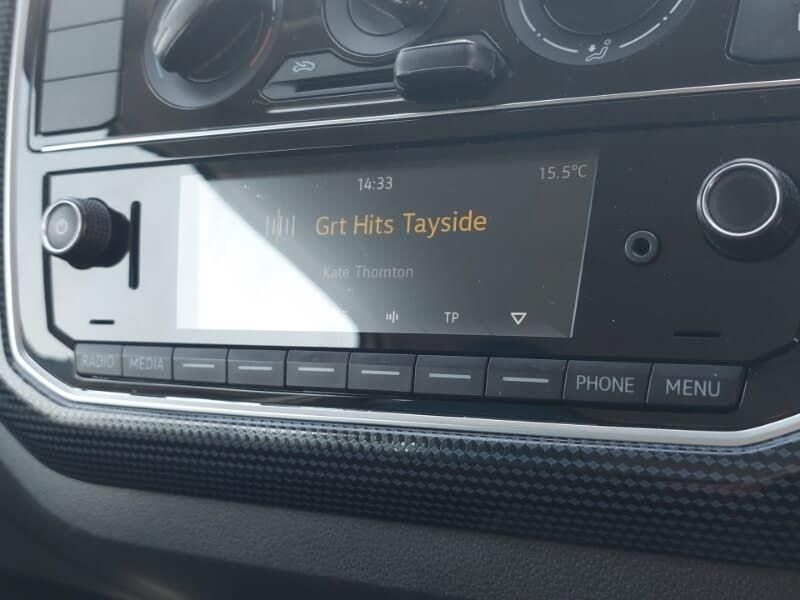 14:33
15.5°C
Grt Hits Tayside
Kate Thornton
TP
RADIO
MEDIA
PHONE
MENU